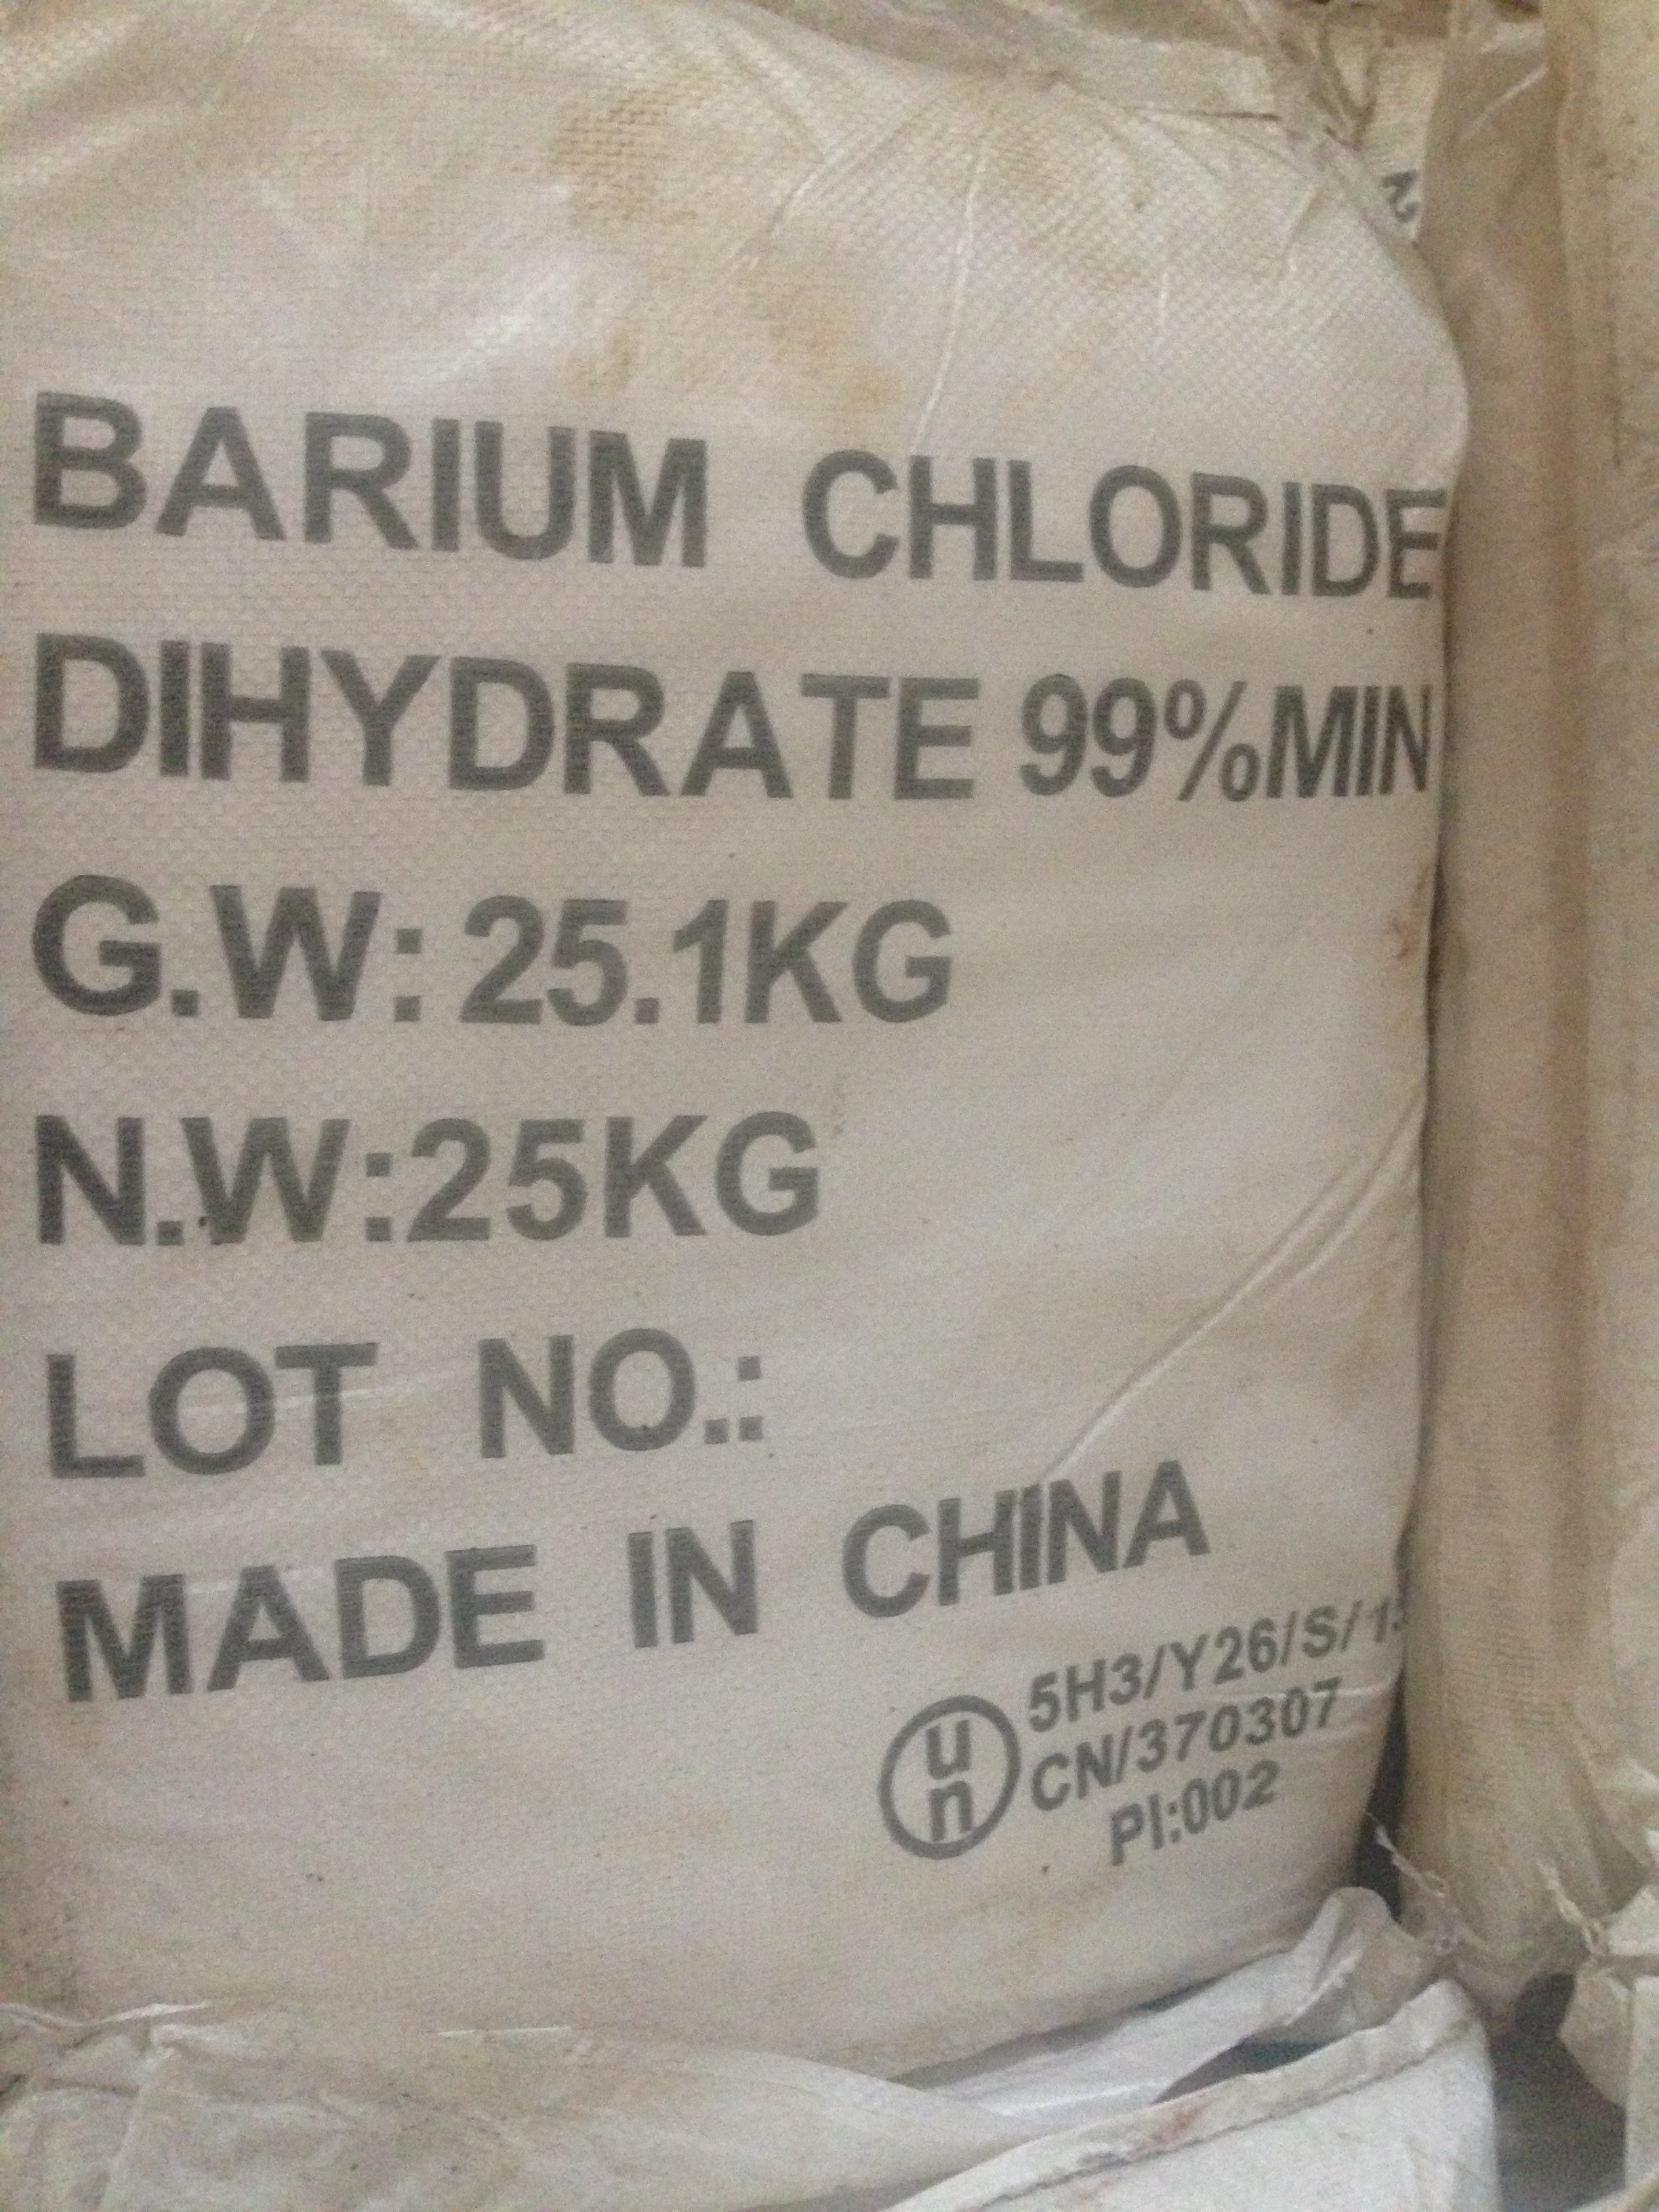 BARIUM CHLORIDE
DIHYDRATE 99%MIN
G.W: 25.1KG
N.W:25KG
LOT NO.:
MADE IN CHINA
un
5H3/Y26/S/
CN/370307
PI:002